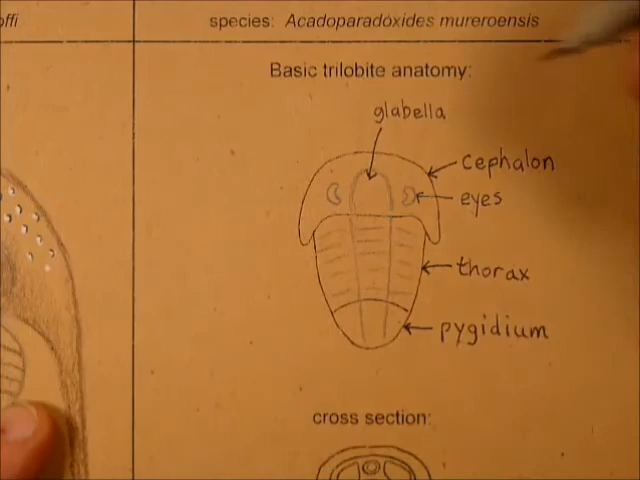 offi
species: Acadoparadoxides mureroensis
Basic trilobite anatomy:
glabella
cephalon
eyes
thorax
pygidium
cross section: